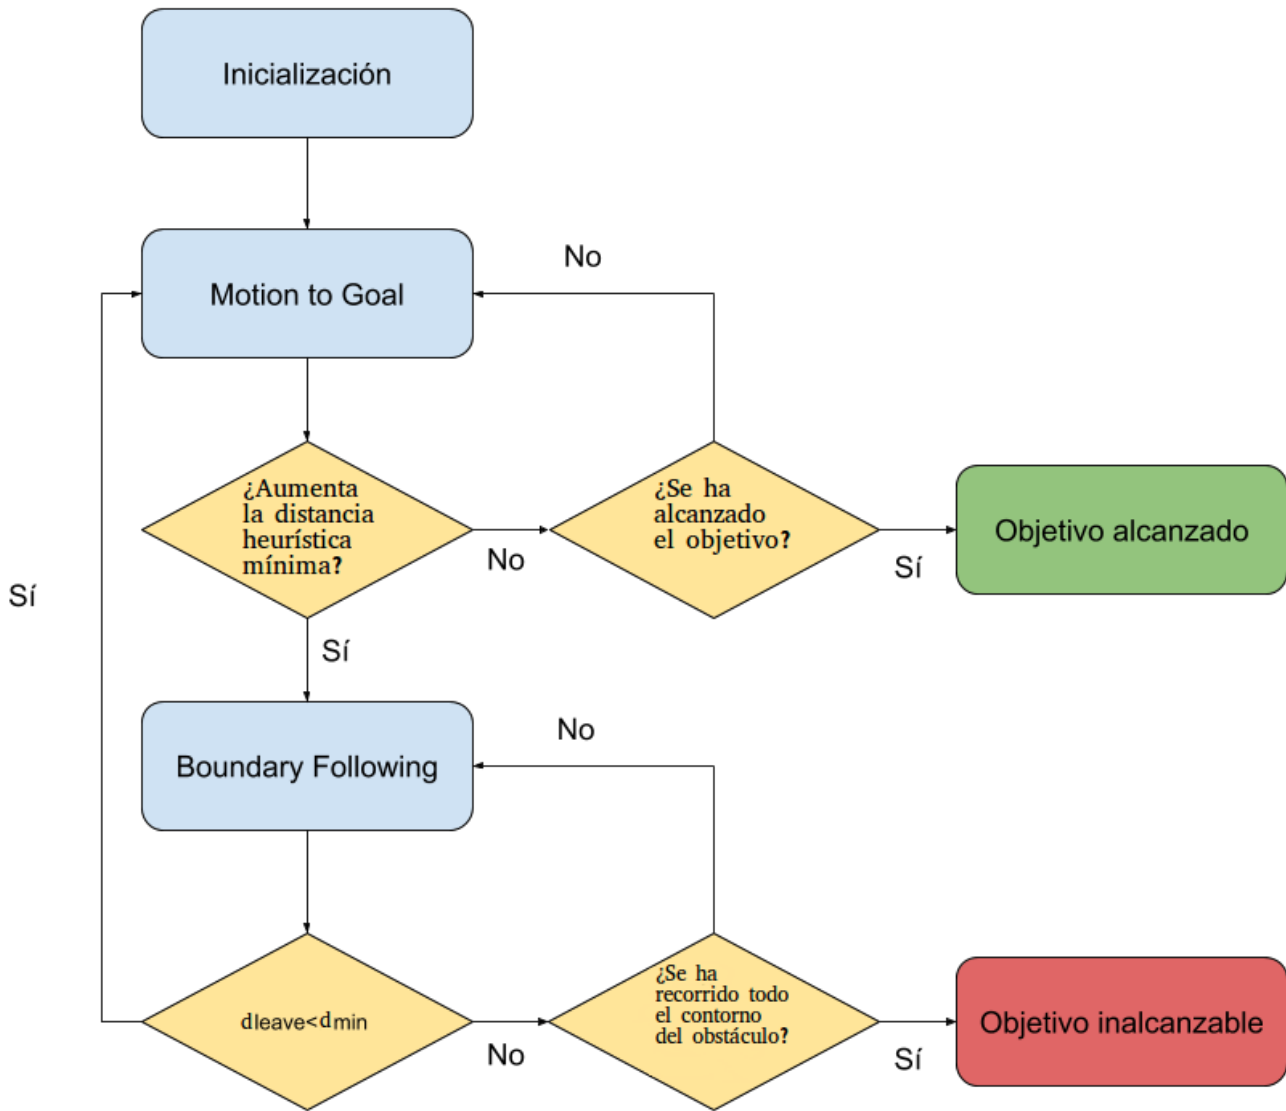 Inicialización
No
Motion to Goal
¿Aumenta
la distancia
heurística
mínima?
No
¿Se ha
alcanzado
el objetivo?
Sí
Objetivo alcanzado
Sí
Sí
No
Boundary Following
dleave<dmin
No
¿Se ha
recorrido todo
el contorno
del obstáculo?
Sí
Objetivo inalcanzable